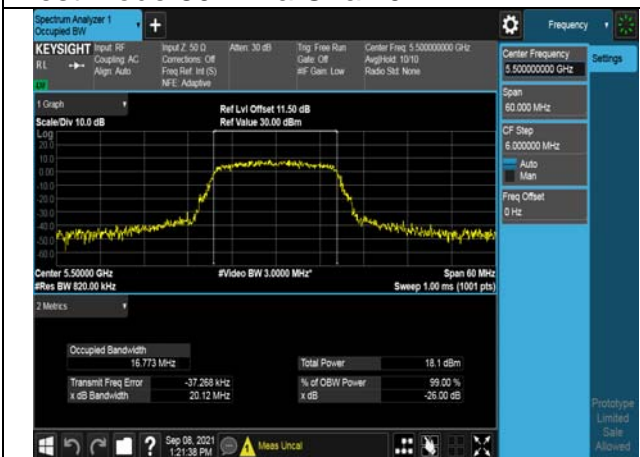 Spectrum Analyzer 1
Occupied BW
Frequency
KEYSIGHT
RL
Input: RF
Coupling: AC
Align: Auto
Input Z: 50 Ω
Corrections: Off
Freq Ref: Int (S)
NFE: Adaptive
Atten: 30 dB
Trig: Free Run
Gate: Off
#IF Gain: Low
Center Freq: 5.500000000 GHz
Avg|Hold: 10/10
Radio Std: None
Center Frequency
5.500000000 GHz
Settings
Span
60.000 MHz
CF Step
6.000000 MHz
Auto
Man
Freq Offset
0 Hz
1 Graph
Scale/Div 10.0 dB
Ref Lvl Offset 11.50 dB
Ref Value 30.00 dBm
Log
20.0
10.0
0.00
-10.0
-20.0
-30.0
-40.0
-50.0
-60.0
Center 5.50000 GHz
#Video BW 3.0000 MHz*
Span 60 MHz
#Res BW 820.00 kHz
Sweep 1.00 ms (1001 pts)
2 Metrics
Occupied Bandwidth
16.773 MHz
Total Power 18.1 dBm
Transmit Freq Error -37.268 kHz
% of OBW Power 99.00 %
x dB Bandwidth 20.12 MHz
x dB -26.00 dB
Prototype
Limited
Sale
Allowed
Sep 08, 2021
1:21:38 PM
Meas Uncal